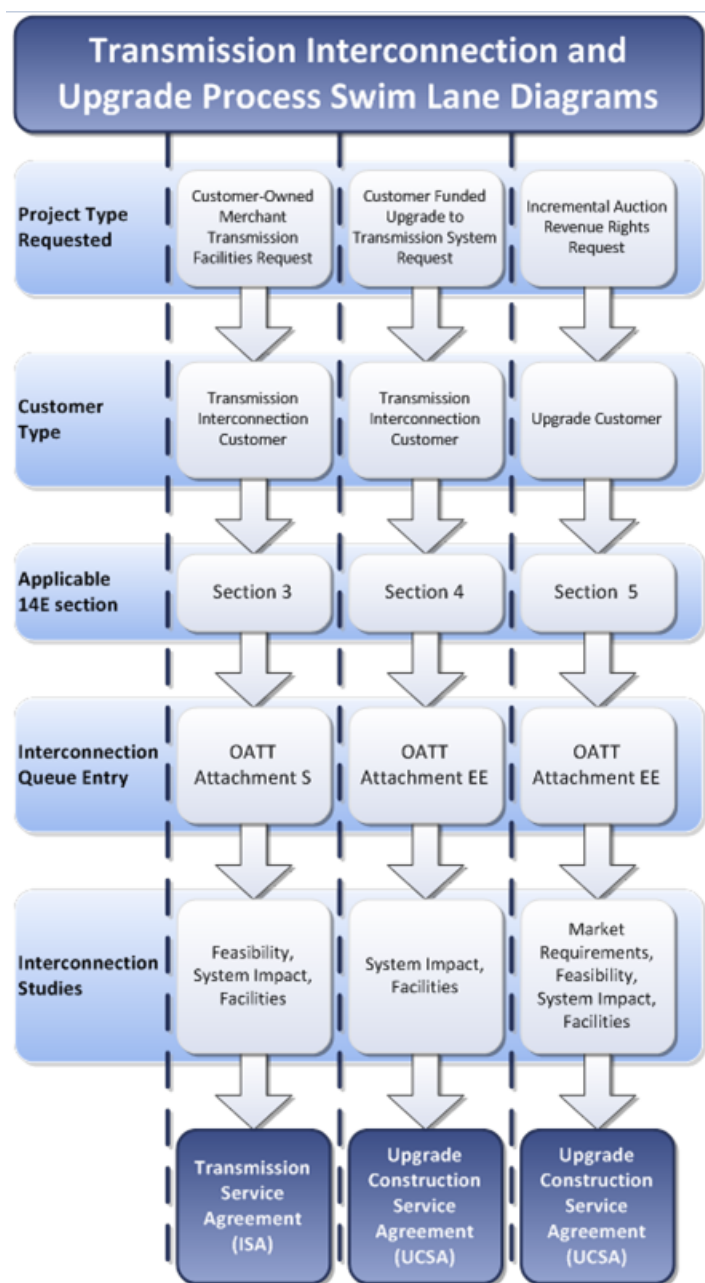 Transmission Interconnection and
Upgrade Process Swim Lane Diagrams
Project Type
Requested
Customer-Owned
Merchant
Transmission
Facilities Request
Customer Funded
Upgrade to
Transmission System
Request
Incremental Auction
Revenue Rights
Request
Customer
Type
Transmission
Interconnection
Customer
Transmission
Interconnection
Customer
Upgrade Customer
Applicable
14E section
Section 3
Section 4
Section 5
Interconnection
Queue Entry
OATT
Attachment S
OATT
Attachment EE
OATT
Attachment EE
Interconnection
Studies
Feasibility,
System Impact,
Facilities
System Impact,
Facilities
Market
Requirements,
Feasibility,
System Impact,
Facilities
Transmission
Service
Agreement
(ISA)
Upgrade
Construction
Service
Agreement
(UCSA)
Upgrade
Construction
Service
Agreement
(UCSA)